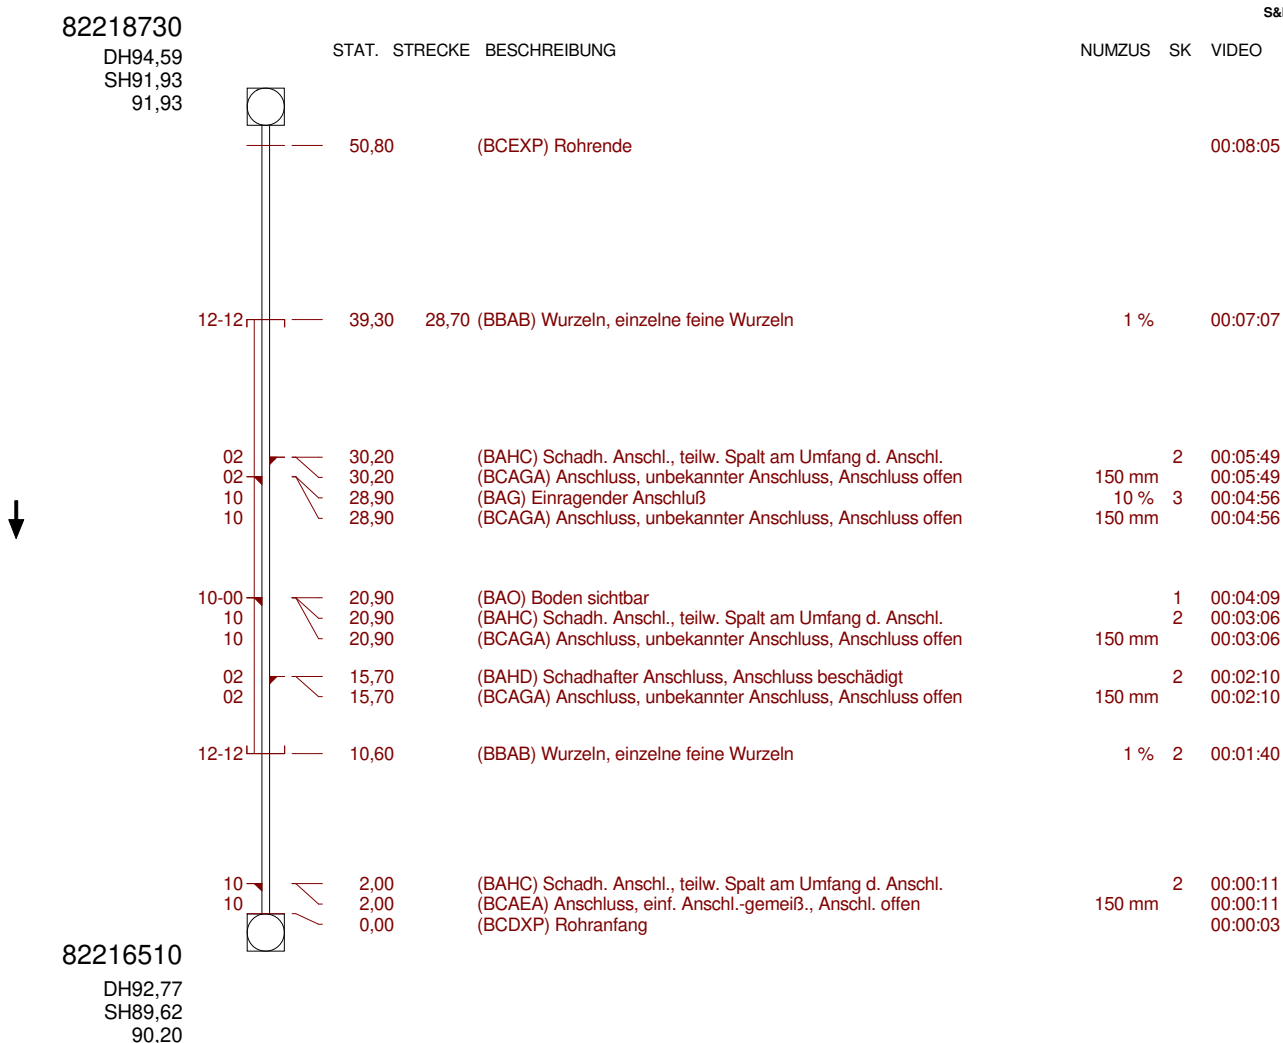 S&
82218730
DH94,59
SH91,93
91,93
STAT. STRECKE BESCHREIBUNG NUMZUS SK VIDEO
50,80 (BCEXP) Rohrende 00:08:05
12-12 39,30 28,70 (BBAB) Wurzeln, einzelne feine Wurzeln 1 % 00:07:07
02 30,20 (BAHC) Schadh. Anschl., teilw. Spalt am Umfang d. Anschl. 2 00:05:49
02 30,20 (BCAGA) Anschluss, unbekannter Anschluss, Anschluss offen 150 mm 00:05:49
10 28,90 (BAG) Einragender Anschluß 10 % 3 00:04:56
10 28,90 (BCAGA) Anschluss, unbekannter Anschluss, Anschluss offen 150 mm 00:04:56
10-00 20,90 (BAO) Boden sichtbar 1 00:04:09
10 20,90 (BAHC) Schadh. Anschl., teilw. Spalt am Umfang d. Anschl. 2 00:03:06
10 20,90 (BCAGA) Anschluss, unbekannter Anschluss, Anschluss offen 150 mm 00:03:06
02 15,70 (BAHD) Schadhafter Anschluss, Anschluss beschädigt 2 00:02:10
02 15,70 (BCAGA) Anschluss, unbekannter Anschluss, Anschluss offen 150 mm 00:02:10
12-12 10,60 (BBAB) Wurzeln, einzelne feine Wurzeln 1 % 2 00:01:40
10 2,00 (BAHC) Schadh. Anschl., teilw. Spalt am Umfang d. Anschl. 2 00:00:11
10 2,00 (BCAEA) Anschluss, einf. Anschl.-gemeiß., Anschl. offen 150 mm 00:00:11
0,00 (BCDXP) Rohranfang 00:00:03
82216510
DH92,77
SH89,62
90,20